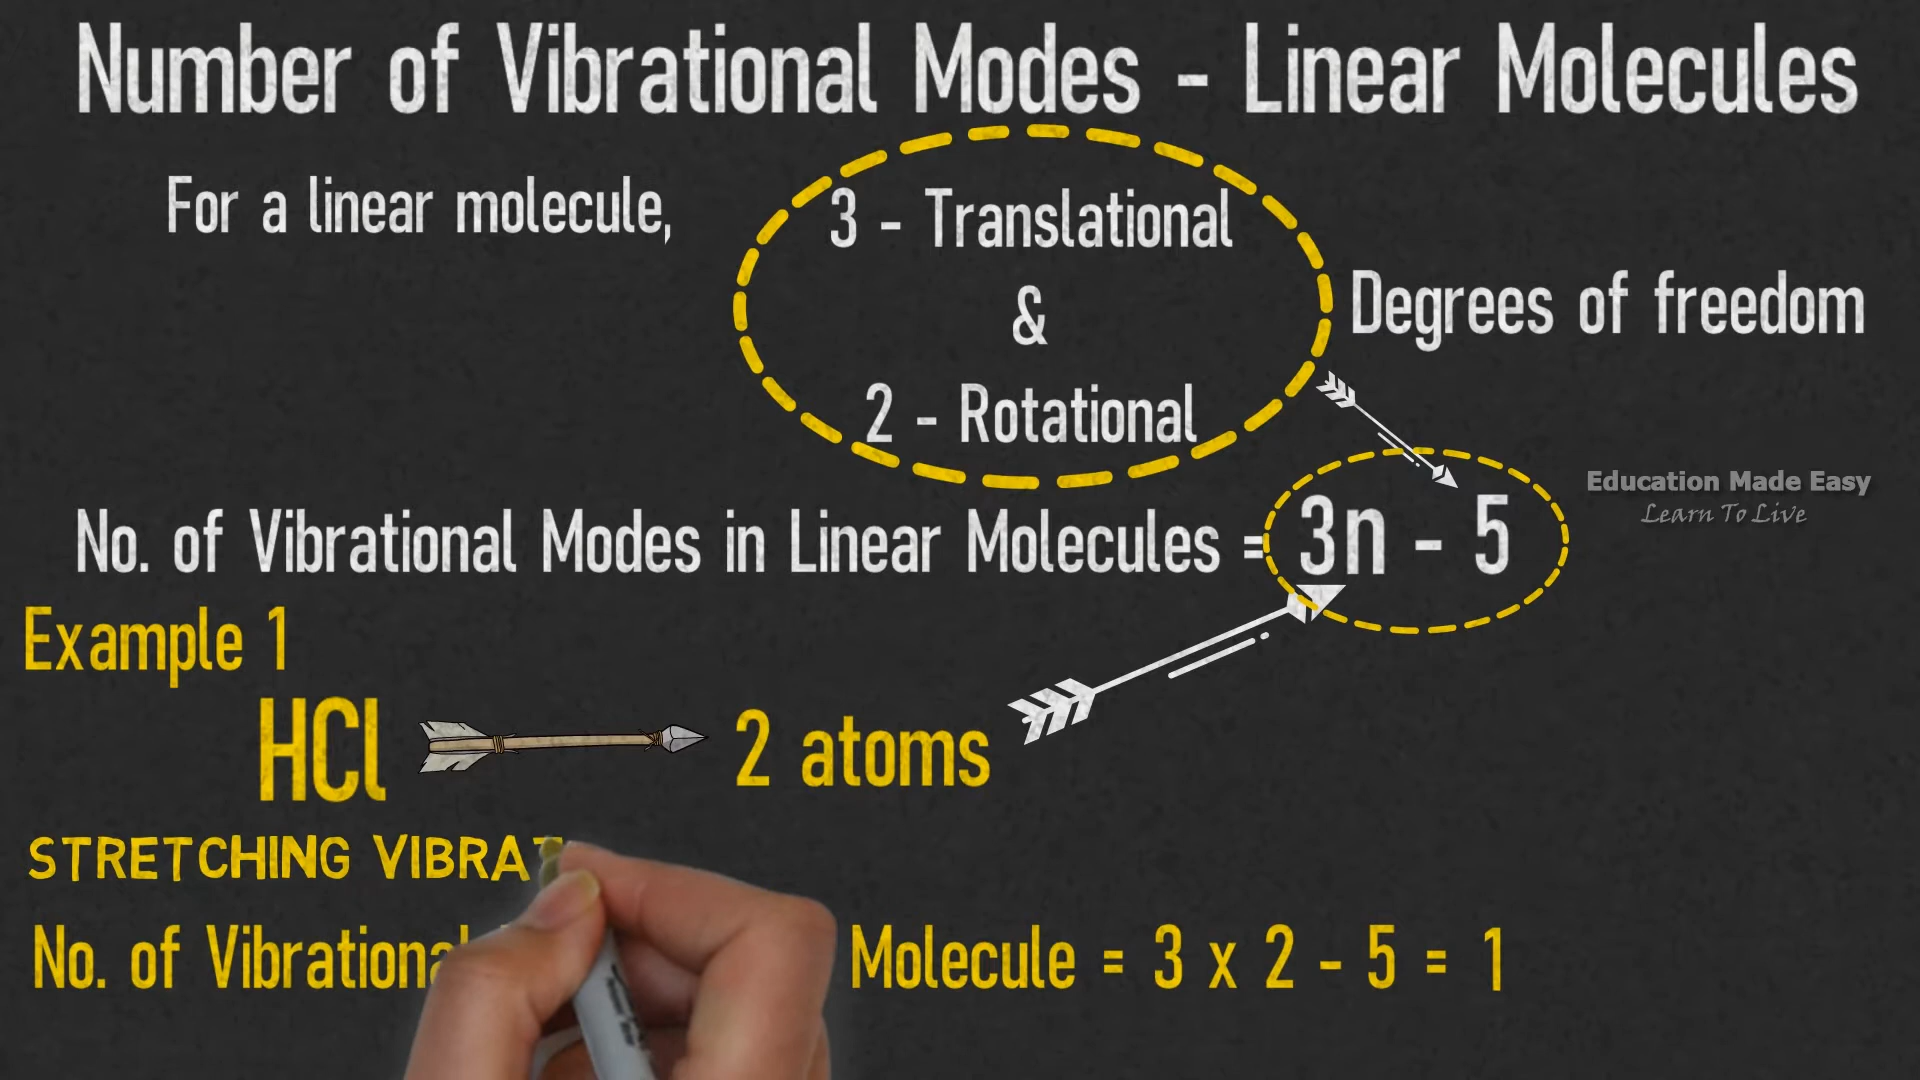 Number of Vibrational Modes - Linear Molecules
For a linear molecule,
3 - Translational
&
2 - Rotational
Degrees of freedom
Education Made Easy
Learn To Live
No. of Vibrational Modes in Linear Molecules = 3n - 5
Example 1
HCl
2 atoms
STRETCHING
No. of Vibrational Molecule = 3 x 2 - 5 = 1